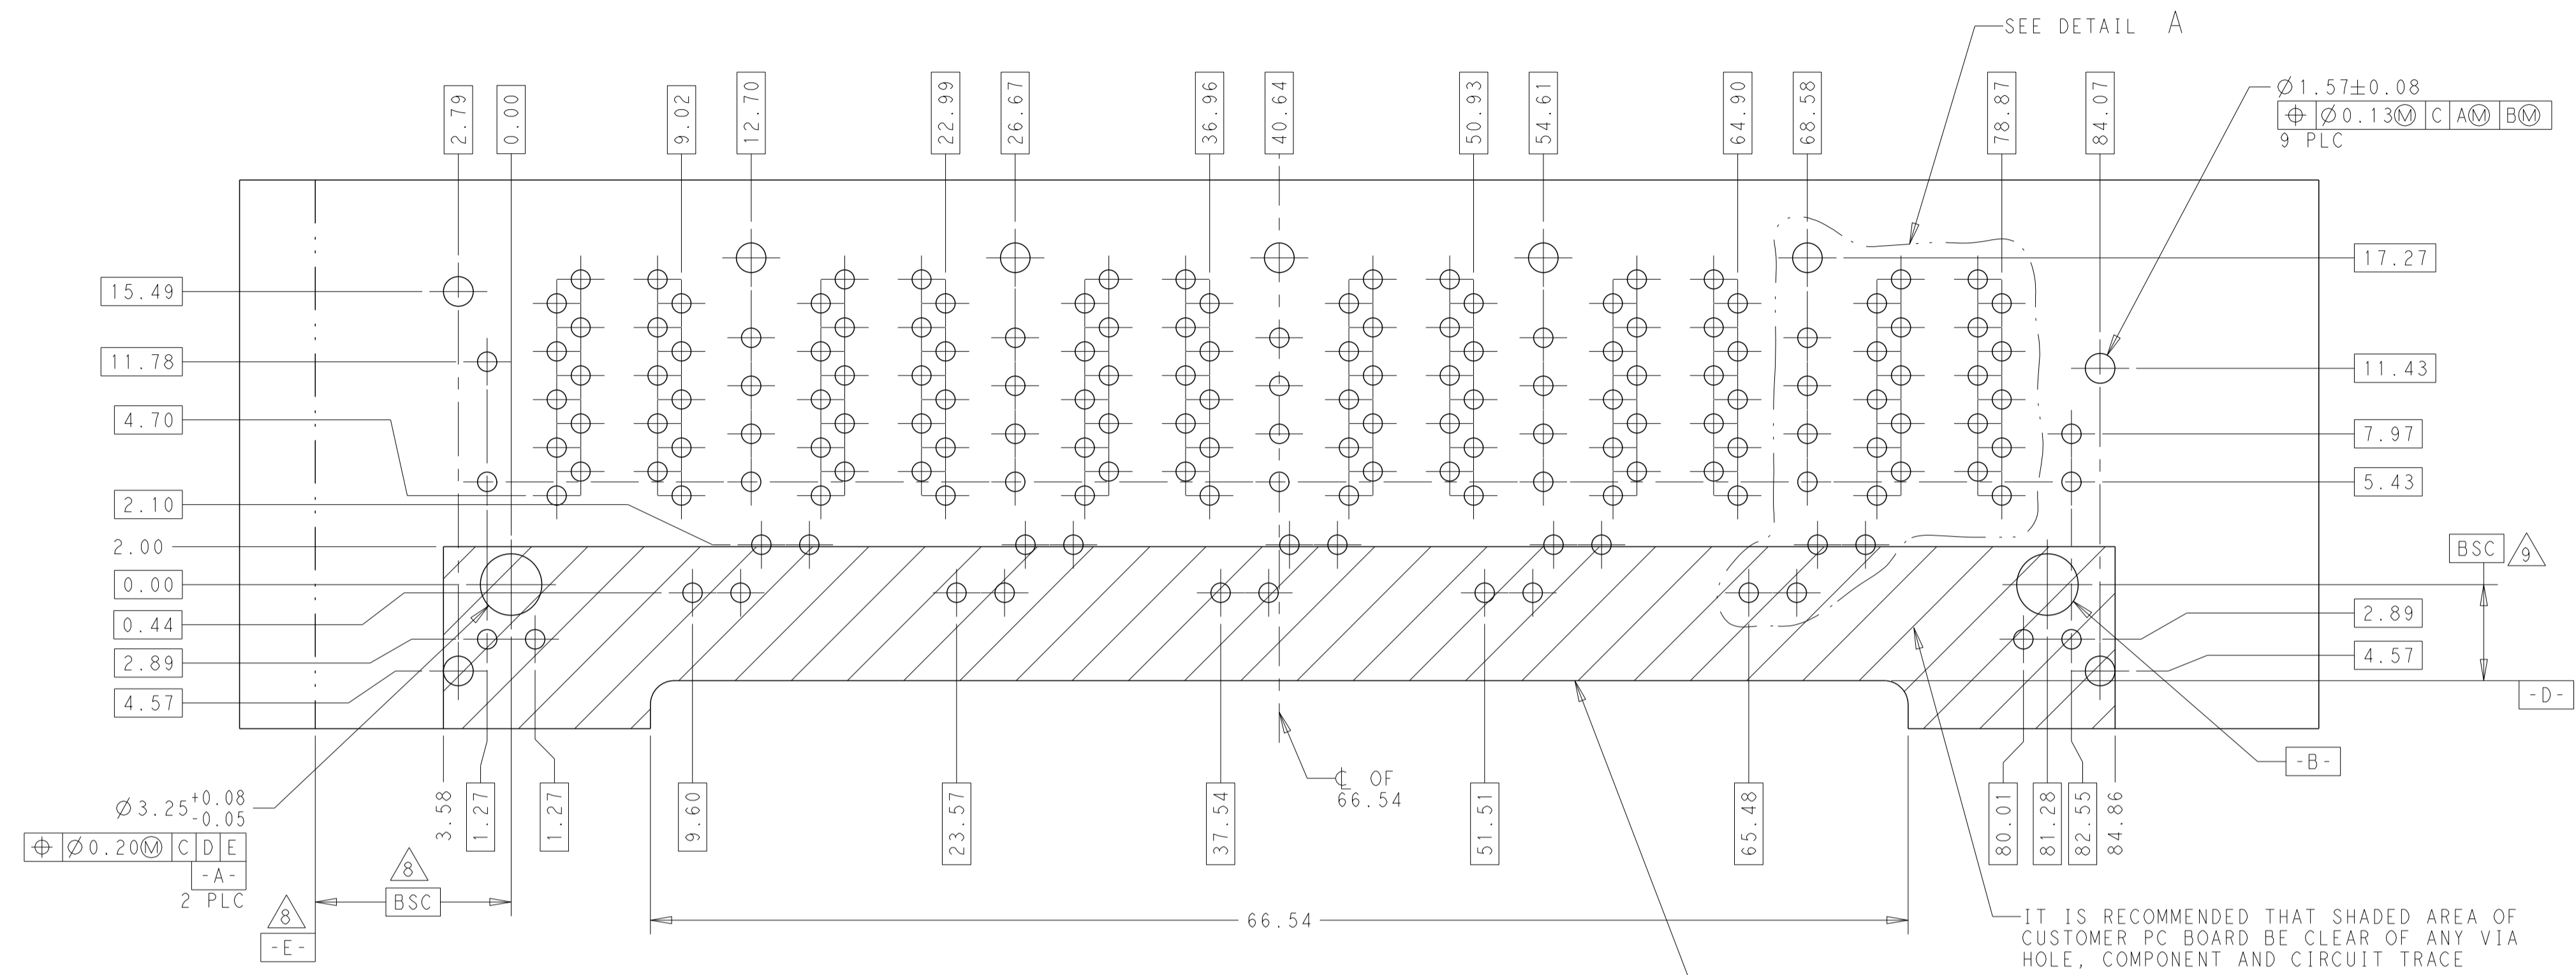 SEE DETAIL A
2.79
0.00
9.02
12.70
22.99
26.67
36.96
40.64
50.93
54.61
64.90
68.58
78.87
84.07
Ø1.57±0.08
⌖ Ø0.13Ⓜ C AⓂ BⓂ
9 PLC
15.49
11.78
4.70
2.10
2.00
0.00
0.44
2.89
4.57
17.27
11.43
7.97
5.43
BSC 9
2.89
4.57
-D-
-B-
Ø3.25 +0.08
-0.05
⌖ Ø0.20Ⓜ C D E
-A-
2 PLC
8
-E-
8
BSC
3.58
1.27
1.27
9.60
23.57
37.54
℄ OF
66.54
51.51
65.48
80.01
81.28
82.55
84.86
66.54
IT IS RECOMMENDED THAT SHADED AREA OF
CUSTOMER PC BOARD BE CLEAR OF ANY VIA
HOLE, COMPONENT AND CIRCUIT TRACE